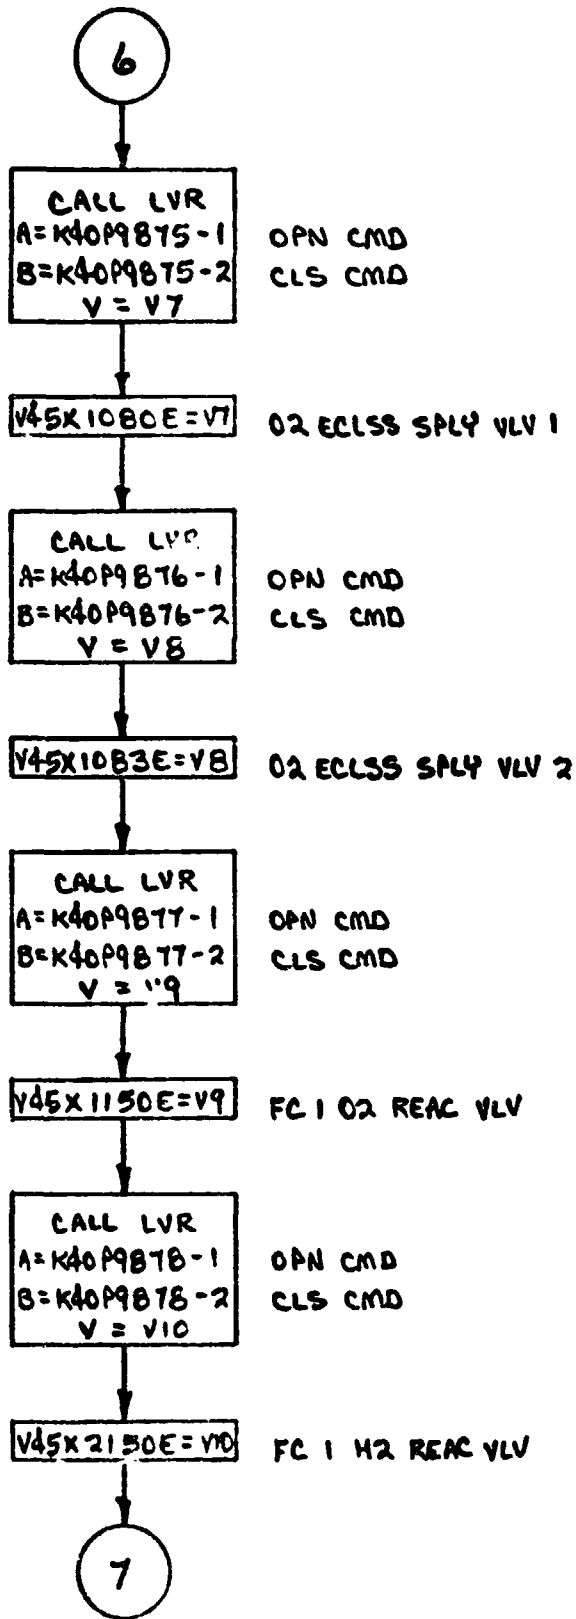 6
CALL LVR
A=K40P9875-1 OPN CMD
B=K40P9875-2 CLS CMD
V = V7
V45X1080E=V7 O2 ECLSS SPLY VLV 1
CALL
A=K40P9876-1 OPN CMD
B=K40P9876-2 CLS CMD
V = V8
V45X1083E=V8 O2 ECLSS SPLY VLV 2
CALL LVR
A=K40P9877-1 OPN CMD
B=K40P9877-2 CLS CMD
V =
V45X1150E=V9 FC 1 O2 REAC VLV
CALL LVR
A=K40P9878-1 OPN CMD
B=K40P9878-2 CLS CMD
V = V10
V45X2150E=V10 FC 1 H2 REAC VLV
7